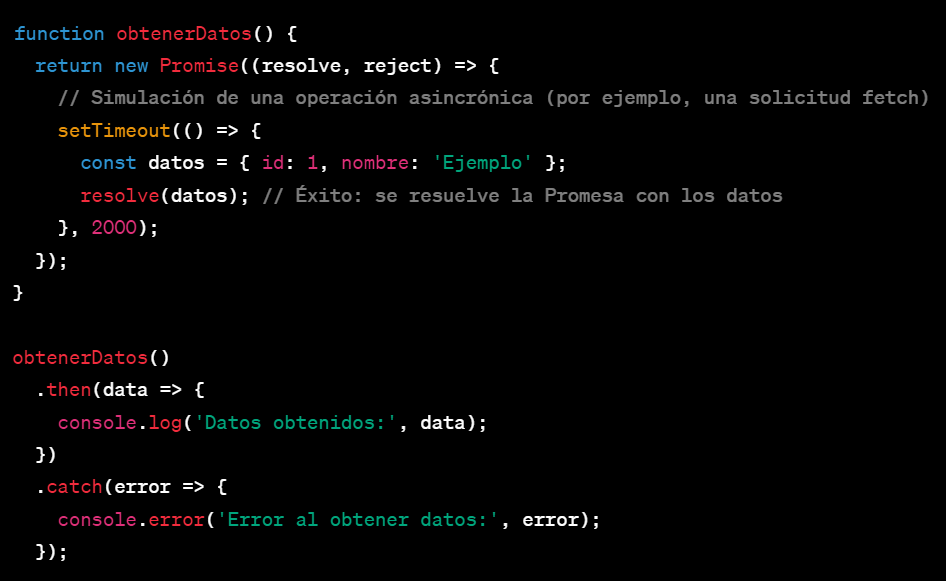 function obtenerDatos() {
  return new Promise((resolve, reject) => {
    // Simulación de una operación asincrónica (por ejemplo, una solicitud fetch)
    setTimeout(() => {
      const datos = { id: 1, nombre: 'Ejemplo' };
      resolve(datos); // Éxito: se resuelve la Promesa con los datos
    }, 2000);
  });
}

obtenerDatos()
  .then(data => {
    console.log('Datos obtenidos:', data);
  })
  .catch(error => {
    console.error('Error al obtener datos:', error);
  });